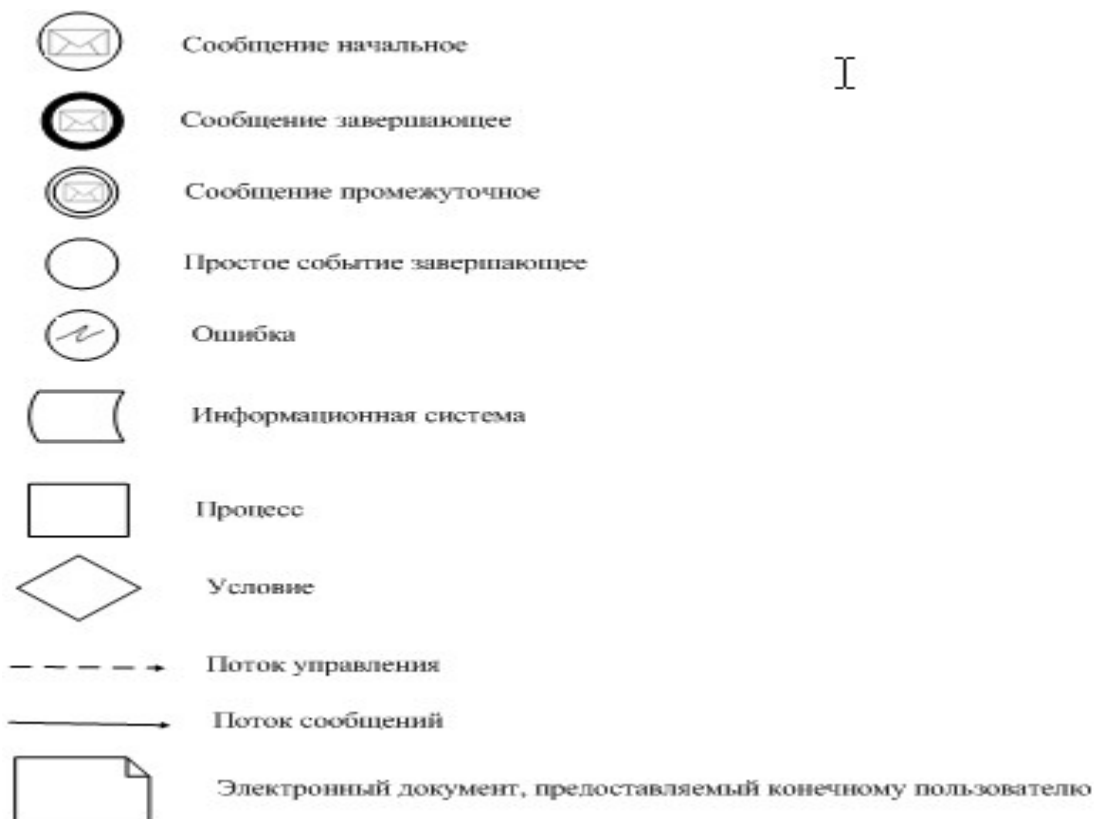 Сообщение начальное
Сообщение завершающее
Сообщение промежуточное
Простое событие завершающее
Ошибка
Информационная система
Процесс
Условие
Поток управления
Поток сообщений
Электронный документ, предоставляемый конечному пользователю